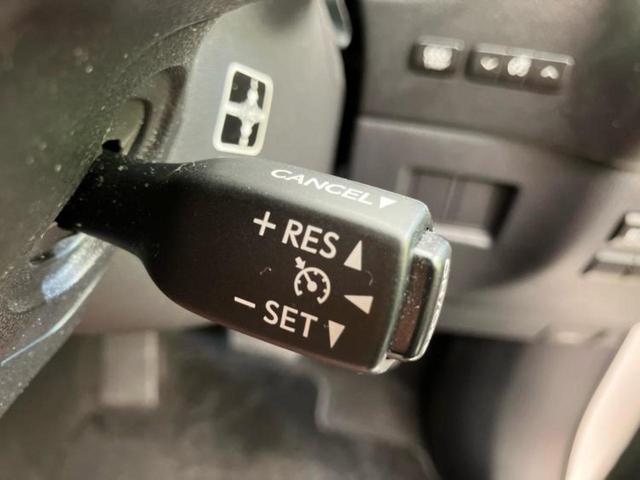 CANCEL▼
+ RES▲
◀
− SET▼